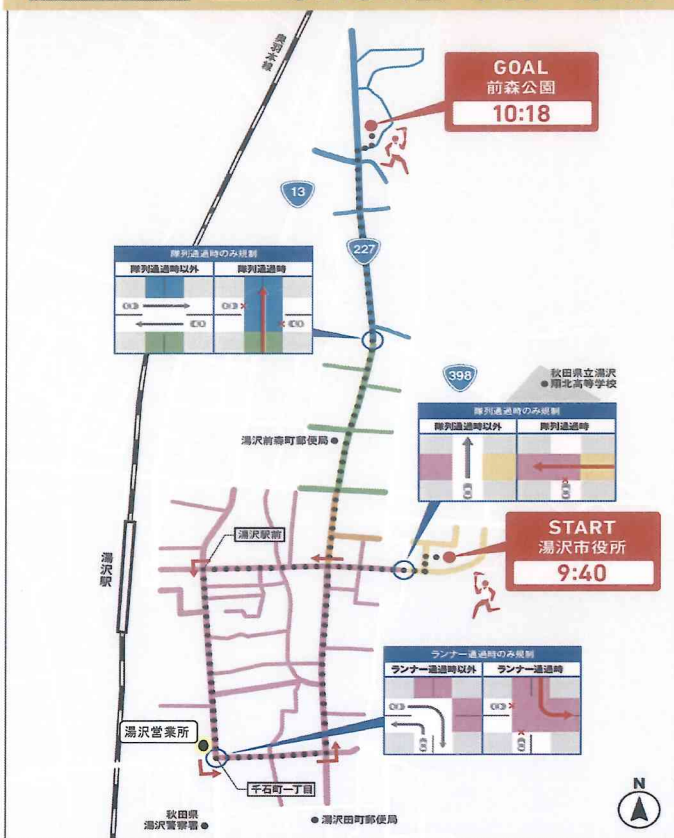 奥羽本線
GOAL
前森公園
10:18
13
227
隊列通過時のみ規制
隊列通過時以外
隊列通過時
398
秋田県立湯沢
翔北高等学校
隊列通過時のみ規制
隊列通過時以外
隊列通過時
湯沢前森町郵便局
湯沢駅前
START
湯沢市役所
9:40
湯沢駅
ランナー通過時のみ規制
ランナー通過時以外
ランナー通過時
湯沢営業所
千石町一丁目
秋田県
湯沢警察署
湯沢田町郵便局
N